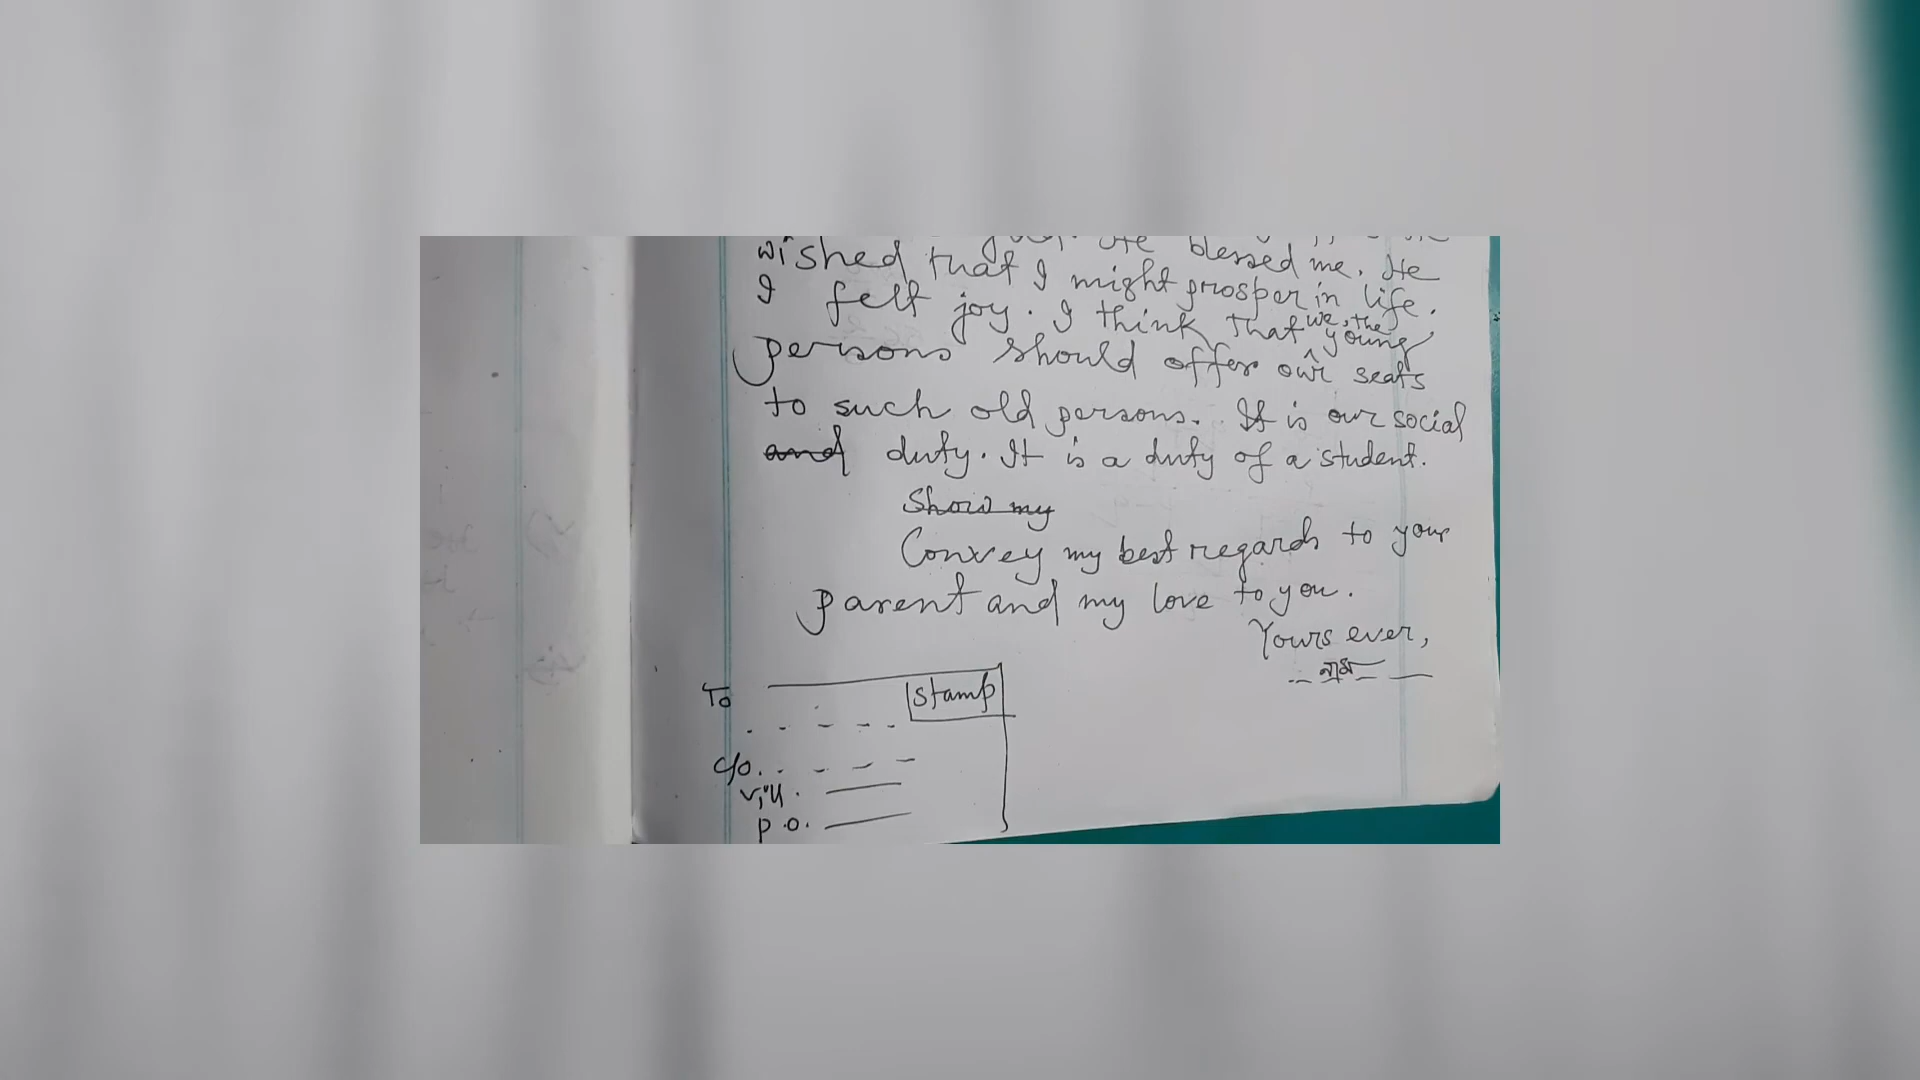 He blessed me. He
wished that I might prosper in life.
I felt joy. I think that we, the young
persons should offer our seats
to such old persons. It is our social
and duty. It is a duty of a student.
Show my
Convey my best regards to your
parent and my love to you.
Yours ever,
নাম
To
Stamp
C/o.
Vill.
P.O.